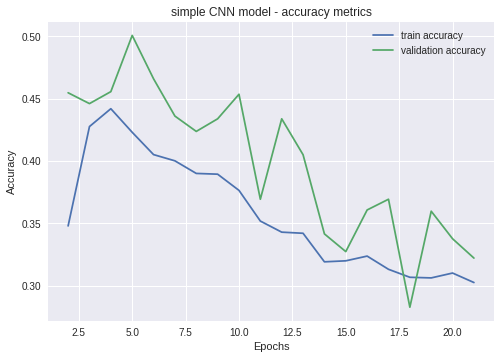 simple CNN model - accuracy metrics
train accuracy
validation accuracy
0.50
0.45
0.40
0.35
0.30
Accuracy
2.5 5.0 7.5 10.0 12.5 15.0 17.5 20.0
Epochs